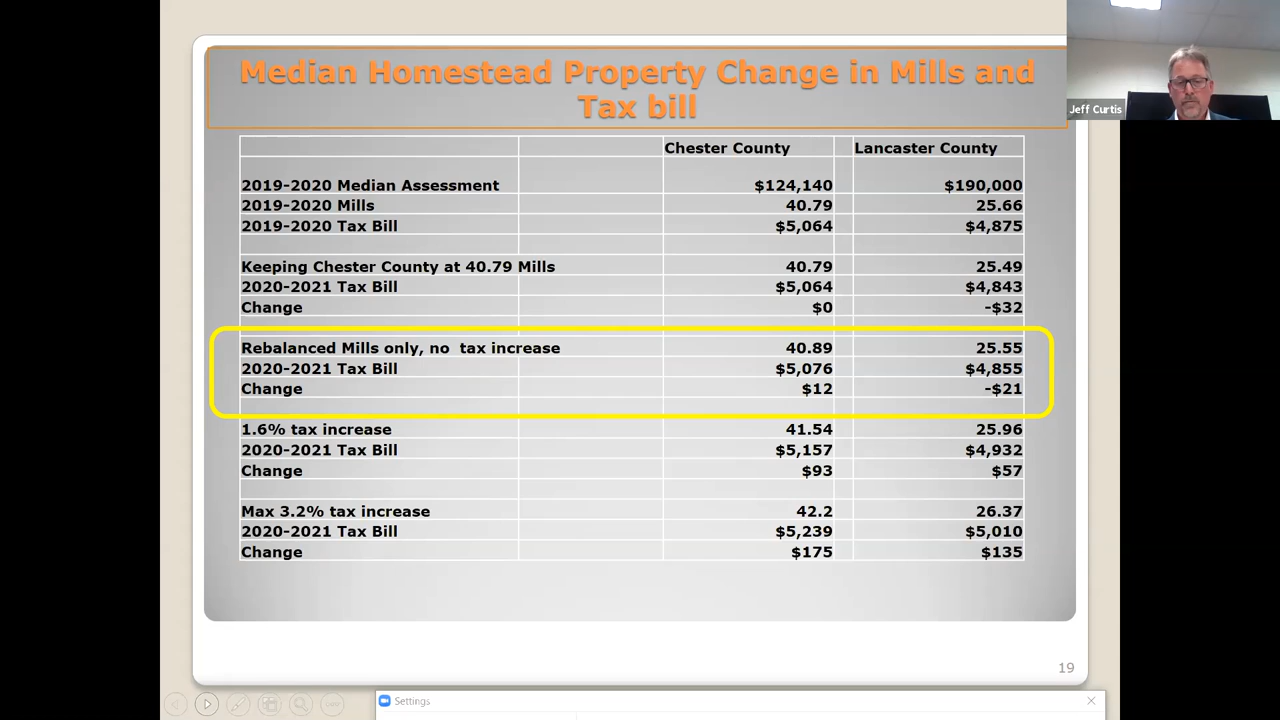 Median Homestead Property Change in Mills and
Tax bill
Jeff Curtis
Chester County Lancaster County
2019-2020 Median Assessment $124,140 $190,000
2019-2020 Mills 40.79 25.66
2019-2020 Tax Bill $5,064 $4,875
Keeping Chester County at 40.79 Mills 40.79 25.49
2020-2021 Tax Bill $5,064 $4,843
Change $0 -$32
Rebalanced Mills only, no tax increase 40.89 25.55
2020-2021 Tax Bill $5,076 $4,855
Change $12 -$21
1.6% tax increase 41.54 25.96
2020-2021 Tax Bill $5,157 $4,932
Change $93 $57
Max 3.2% tax increase 42.2 26.37
2020-2021 Tax Bill $5,239 $5,010
Change $175 $135
19
Settings